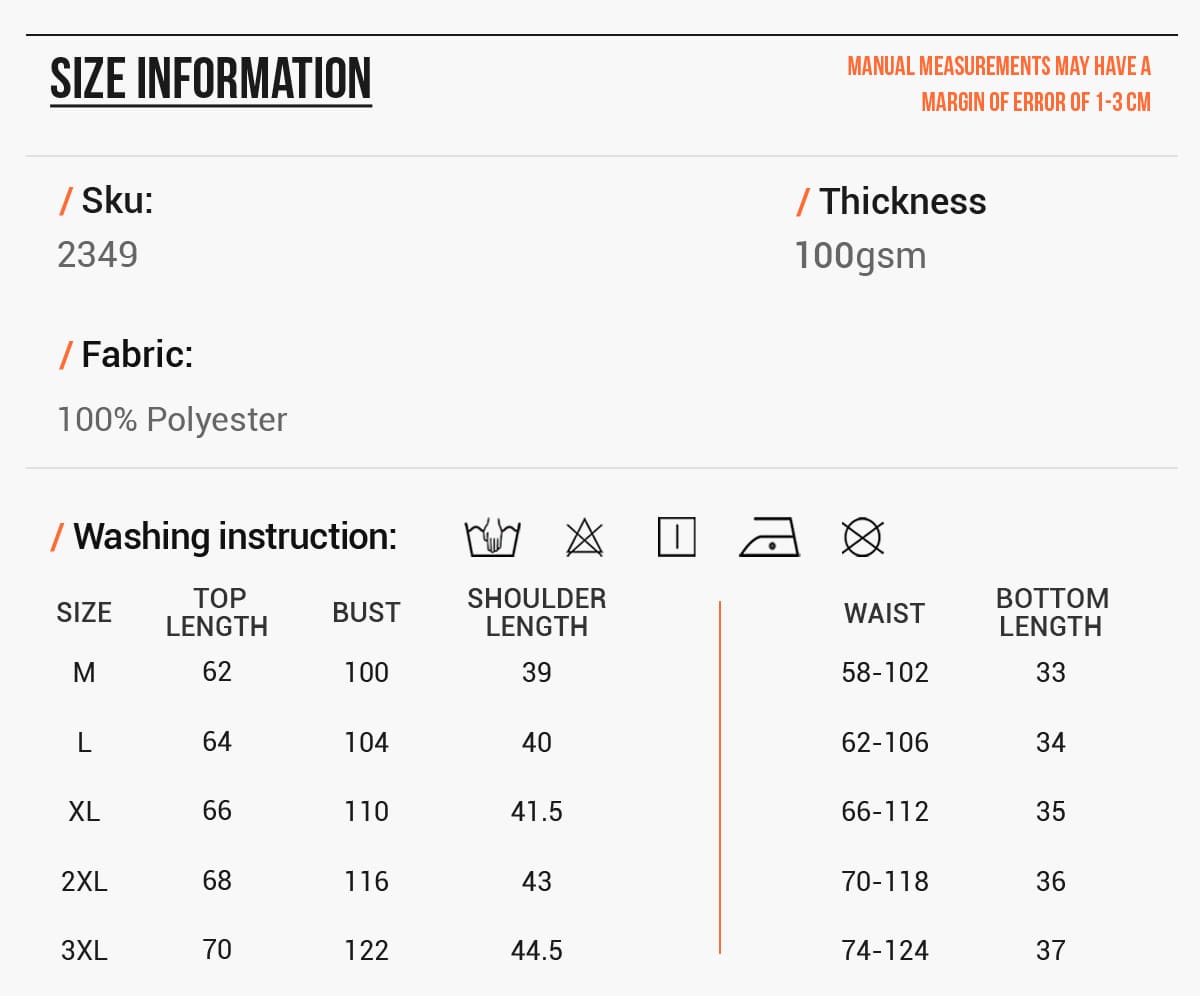 SIZE INFORMATION
MANUAL MEASUREMENTS MAY HAVE A
MARGIN OF ERROR OF 1-3 CM
/ Sku:
2349
/ Thickness
100gsm
/ Fabric:
100% Polyester
/ Washing instruction:
SIZE TOP LENGTH BUST SHOULDER LENGTH WAIST BOTTOM LENGTH
M 62 100 39 58-102 33
L 64 104 40 62-106 34
XL 66 110 41.5 66-112 35
2XL 68 116 43 70-118 36
3XL 70 122 44.5 74-124 37